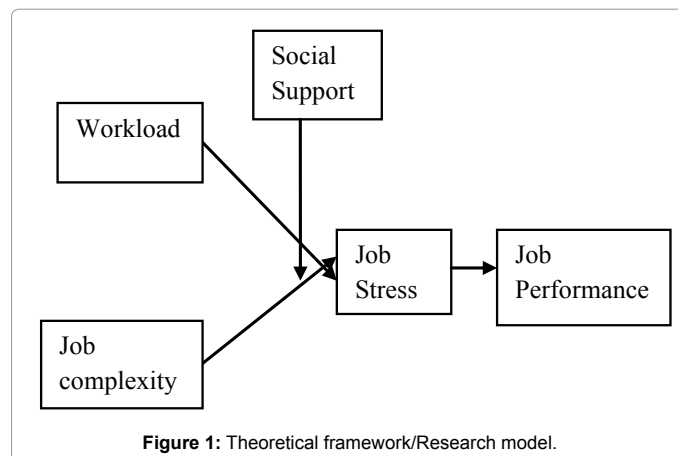 Social
Support
Workload
Job
Stress
Job
Performance
Job
complexity
Figure 1: Theoretical framework/Research model.